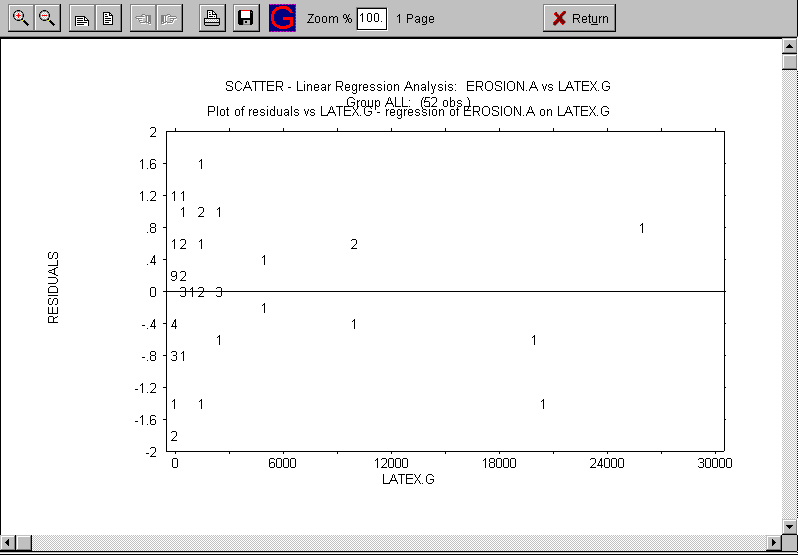 Zoom % 100. 1 Page Return
SCATTER - Linear Regression Analysis: EROSION.A vs LATEX.G
Group ALL: (52 obs.)
Plot of residuals vs LATEX.G - regression of EROSION.A on LATEX.G
2
1.6 1
1.2 1 1
1 2 1
.8 1
1 2 1 2
.4 1
9 2
0 3 1 2 3
1
-.4 4 1
1 1
-.8 3 1
-1.2
1 1 1
-1.6
2
-2
0 6000 12000 18000 24000 30000
RESIDUALS
LATEX.G
G